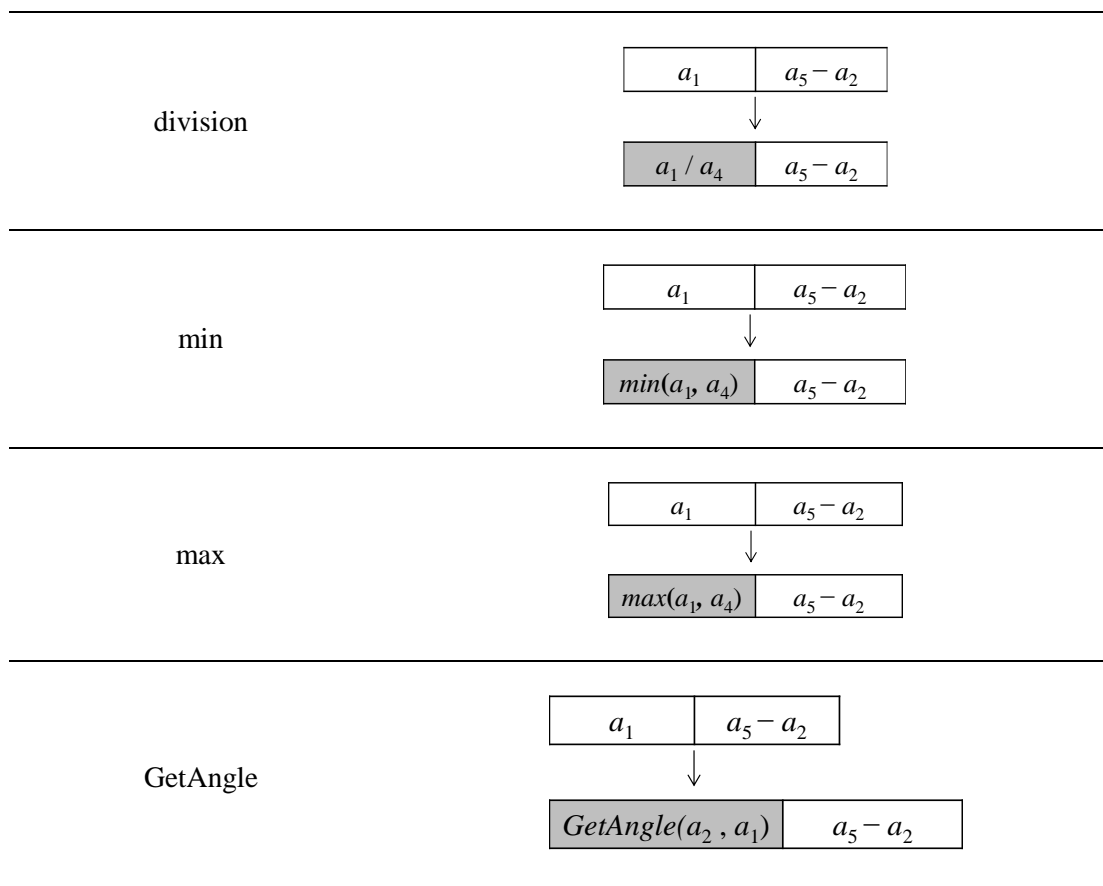 a₁ a₅ − a₂
division
a₁ / a₄ a₅ − a₂
a₁ a₅ − a₂
min
min(a₁, a₄) a₅ − a₂
a₁ a₅ − a₂
max
max(a₁, a₄) a₅ − a₂
a₁ a₅ − a₂
GetAngle
GetAngle(a₂ , a₁) a₅ − a₂